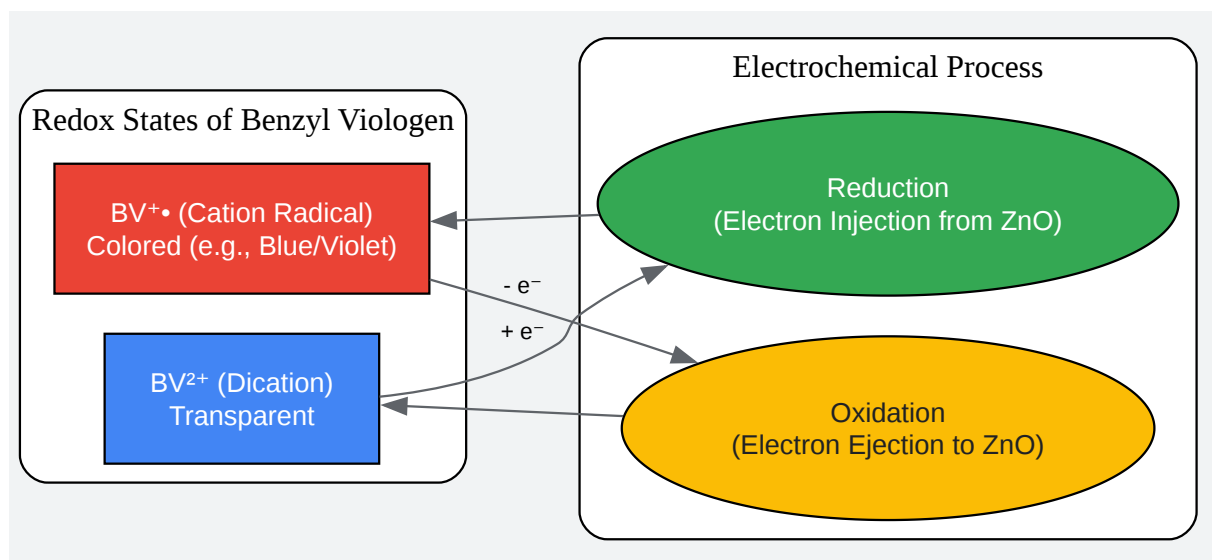 Electrochemical Process
Redox States of Benzyl Viologen
BV⁺• (Cation Radical)
Colored (e.g., Blue/Violet)
Reduction
(Electron Injection from ZnO)
- e⁻
+ e⁻
BV²⁺ (Dication)
Transparent
Oxidation
(Electron Ejection to ZnO)